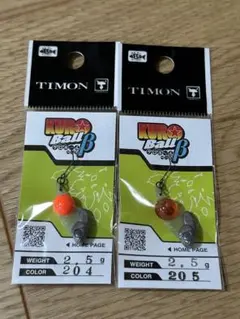 TIMON T
KURO
Ball β
◀ HOME PAGE
WEIGHT 2.5g
COLOR 204
TIMON T
KURO
Ball β
◀ HOME PAGE
WEIGHT 2.5g
COLOR 205